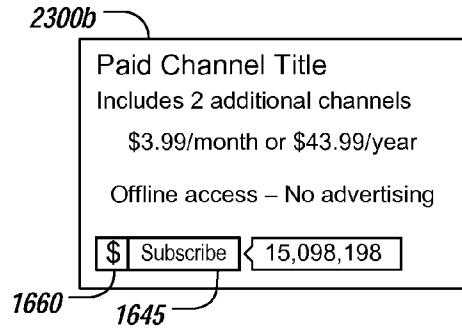 2300b
Paid Channel Title
Includes 2 additional channels
$3.99/month or $43.99/year
Offline access – No advertising
$ Subscribe 15,098,198
1660
1645